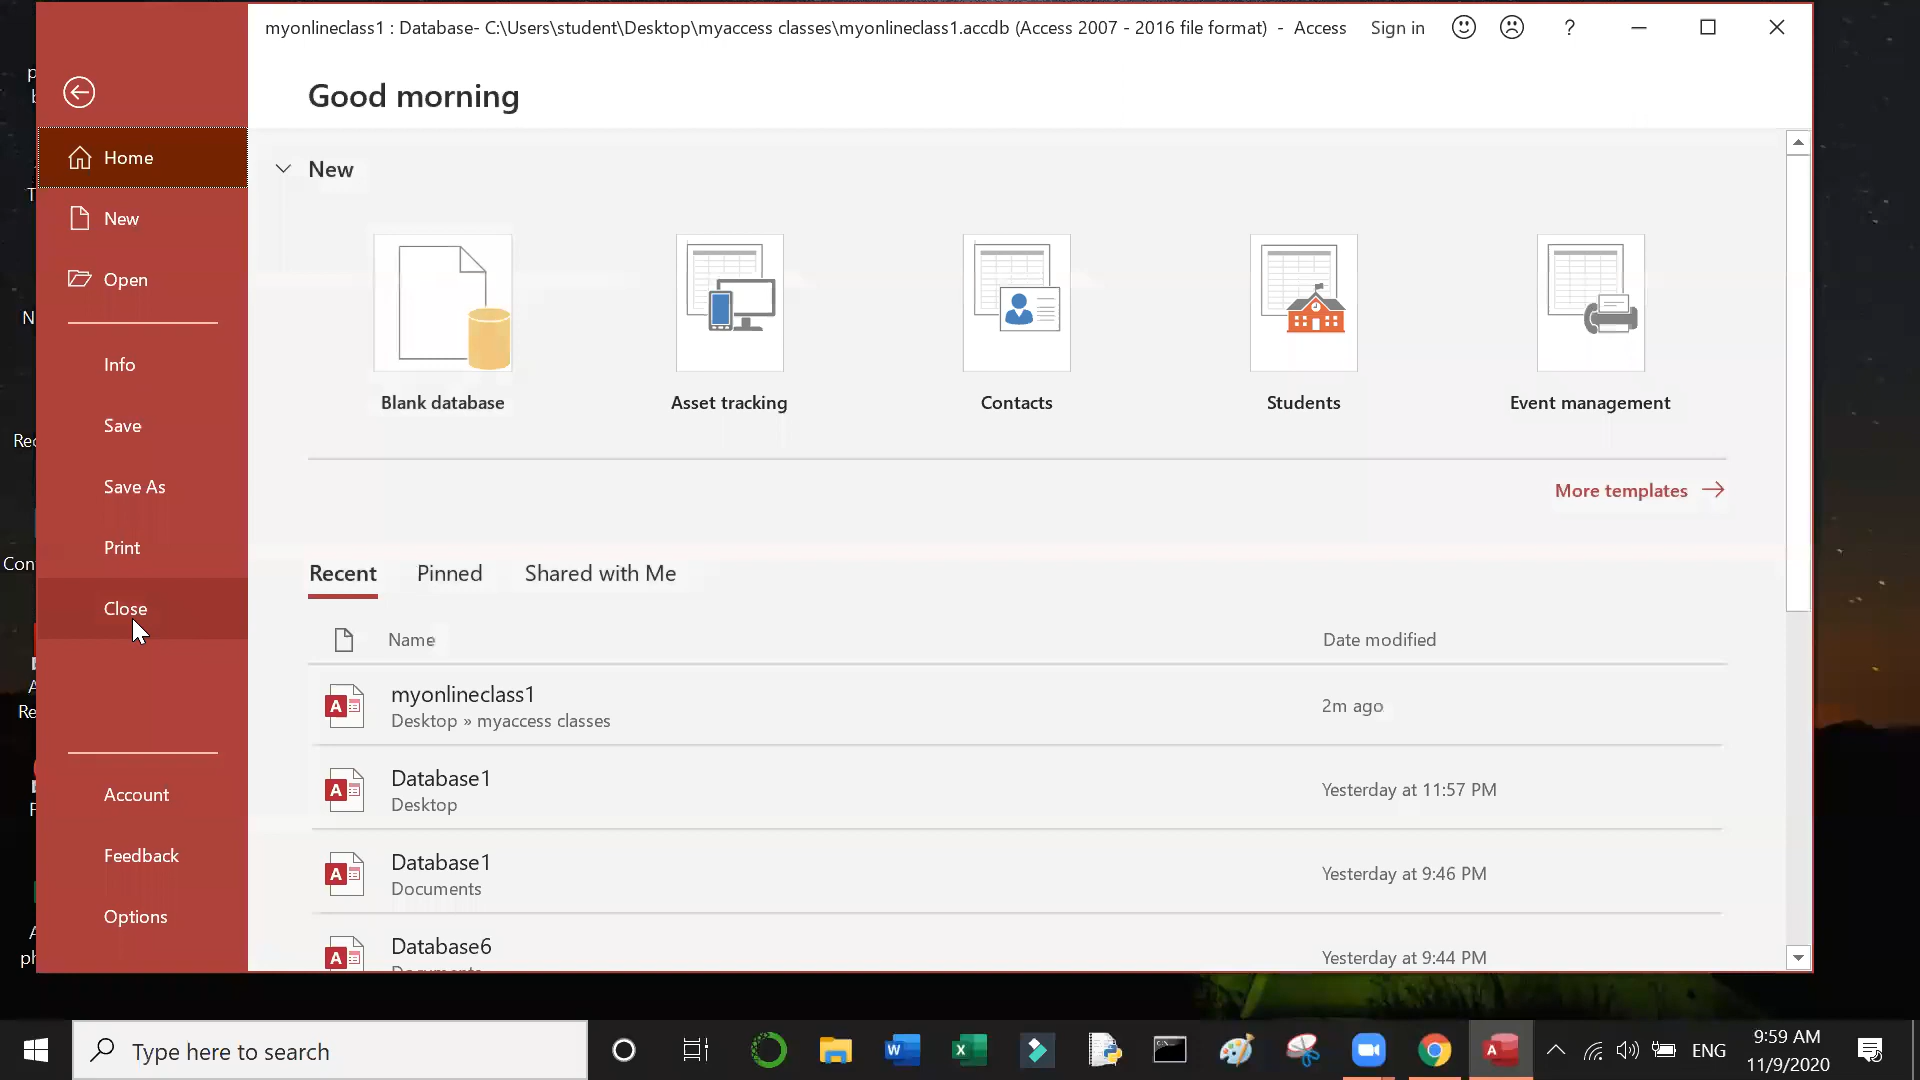 myonlineclass1 : Database- C:\Users\student\Desktop\myaccess classes\myonlineclass1.accdb (Access 2007 - 2016 file format) - Access
Sign in
?
Good morning
Home
New
Open
Info
Save
Save As
Print
Close
Account
Feedback
Options
New
Blank database
Asset tracking
Contacts
Students
Event management
More templates
Recent
Pinned
Shared with Me
Name
Date modified
myonlineclass1
2m ago
Desktop » myaccess classes
Database1
Yesterday at 11:57 PM
Desktop
Database1
Yesterday at 9:46 PM
Documents
Database6
Yesterday at 9:44 PM
Type here to search
ENG
9:59 AM
11/9/2020